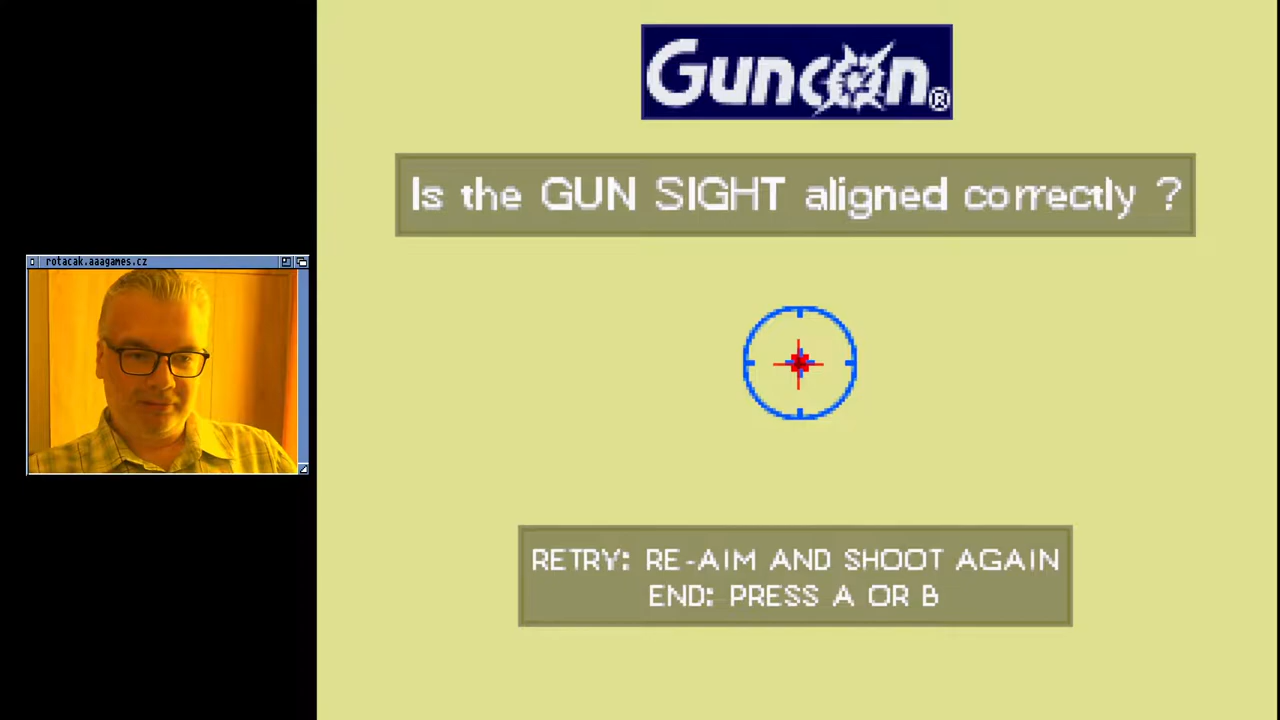 Guncon®
Is the GUN SIGHT aligned correctly ?
rotacak.aaagames.cz
RETRY: RE-AIM AND SHOOT AGAIN
END: PRESS A OR B